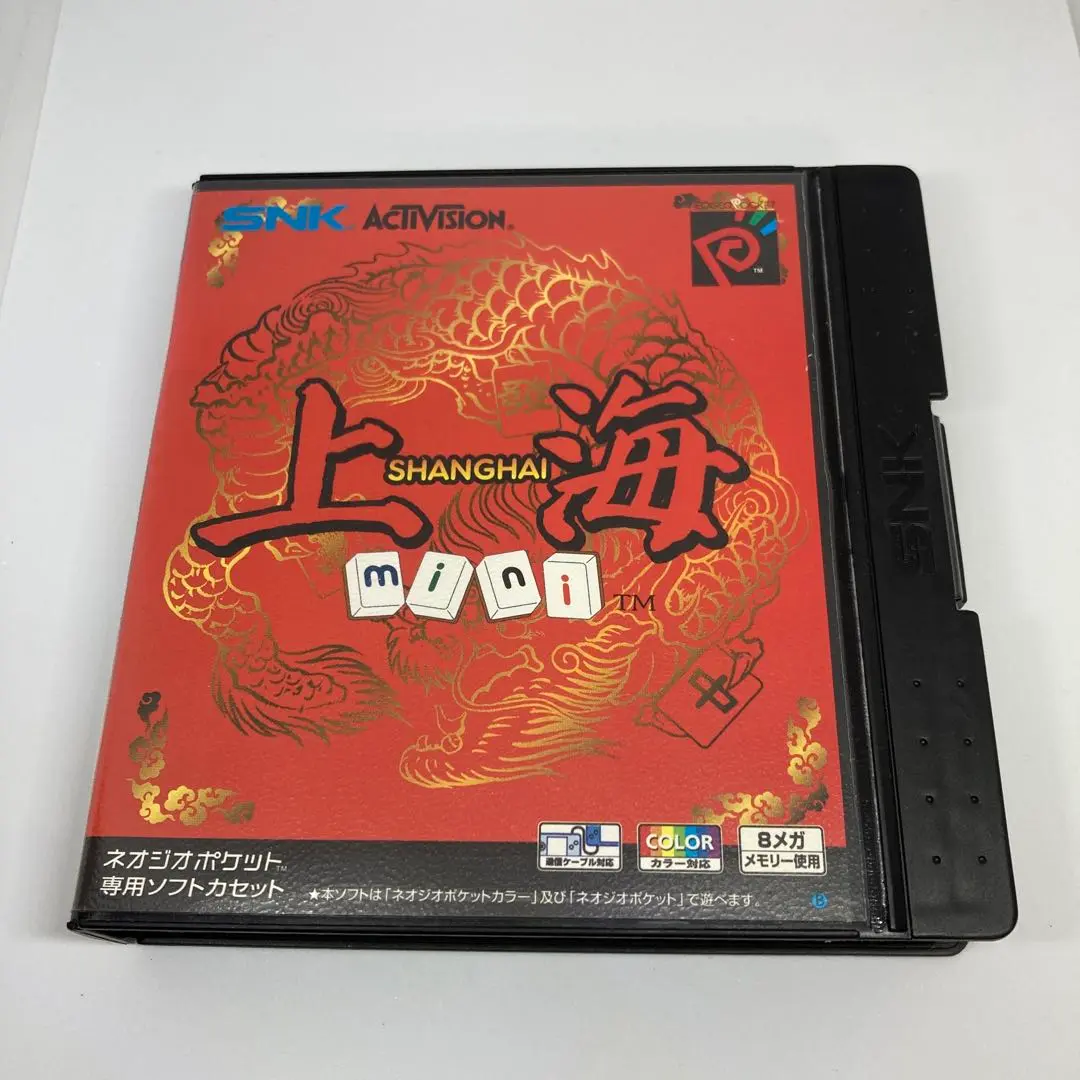 SNK ACTIVISION®
TM
上海
SHANGHAI
mini TM
中
通信ケーブル対応
COLOR
カラー対応
8メガ
メモリー使用
ネオジオポケット™
専用ソフトカセット
★本ソフトは「ネオジオポケットカラー」及び「ネオジオポケット」で遊べます。
B
SNK